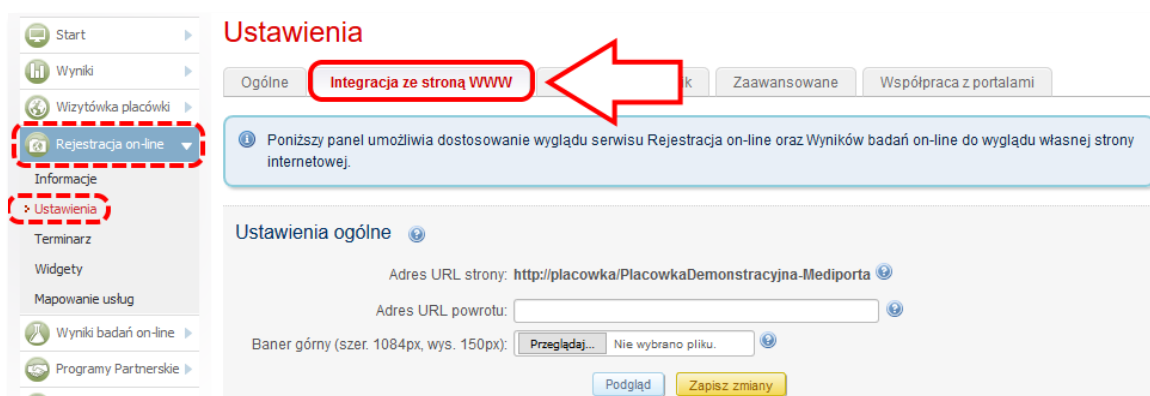 Start
Wyniki
Wizytówka placówki
Rejestracja on-line
Informacje
Ustawienia
Terminarz
Widgety
Mapowanie usług
Wyniki badań on-line
Programy Partnerskie
Ustawienia
Ogólne Integracja ze stroną WWW Zaawansowane Współpraca z portalami
Poniższy panel umożliwia dostosowanie wyglądu serwisu Rejestracja on-line oraz Wyników badań on-line do wyglądu własnej strony
internetowej.
Ustawienia ogólne
Adres URL strony: http://placowka/PlacowkaDemonstracyjna-Mediporta
Adres URL powrotu:
Baner górny (szer. 1084px, wys. 150px): Przeglądaj... Nie wybrano pliku.
Podgląd Zapisz zmiany